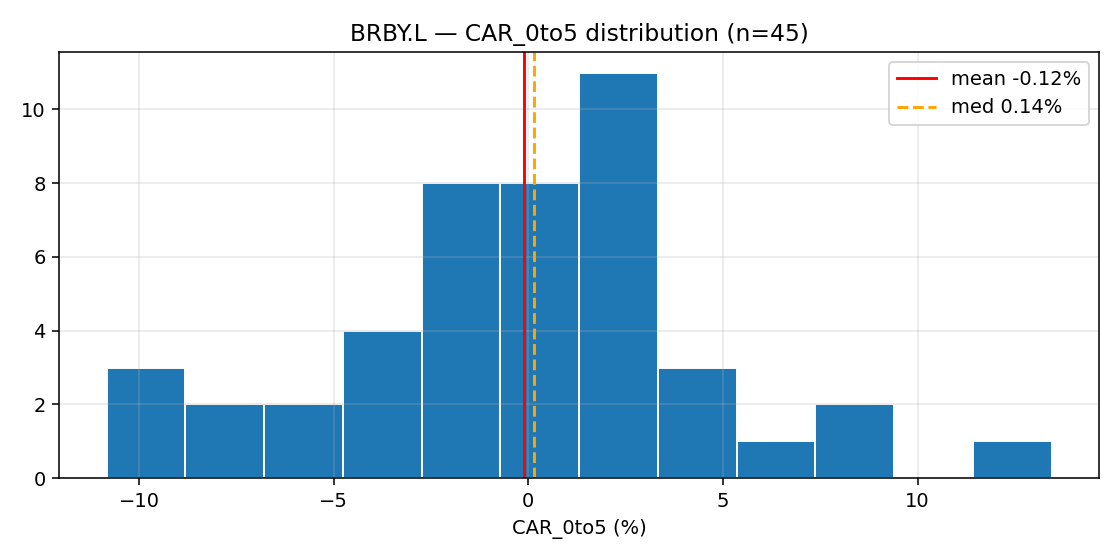 BRBY.L — CAR_0to5 distribution (n=45)
mean -0.12%
med 0.14%
10
8
6
4
2
0
−10
−5
0
5
10
CAR_0to5 (%)